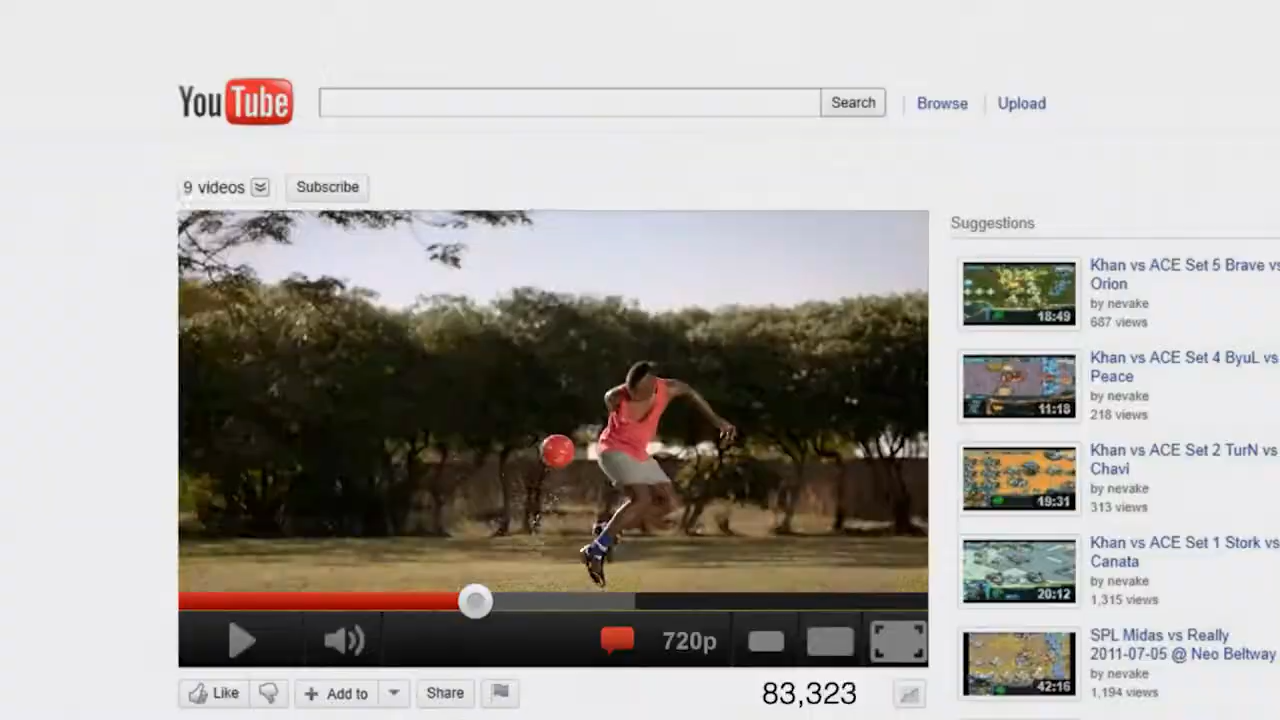 YouTube
Search
Browse
Upload
9 videos
Subscribe
Suggestions
Khan vs ACE Set 5 Brave vs
Orion
by nevake
687 views
18:49
Khan vs ACE Set 4 ByuL vs
Peace
by nevake
218 views
11:18
Khan vs ACE Set 2 TurN vs
Chavi
by nevake
313 views
19:31
Khan vs ACE Set 1 Stork vs
Canata
by nevake
1,315 views
20:12
SPL Midas vs Really
2011-07-05 @ Neo Beltway
by nevake
1,194 views
42:16
720p
Like
Add to
Share
83,323